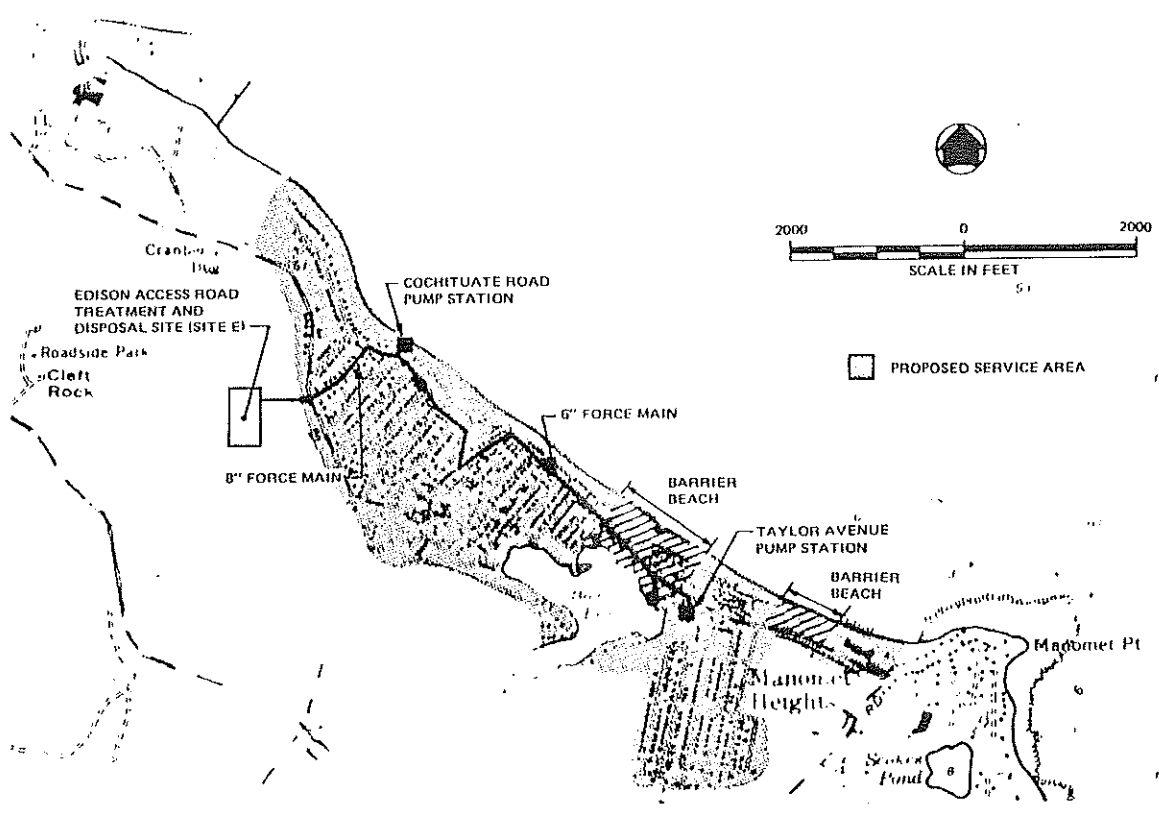 2000 0 2000
SCALE IN FEET
COCHITUATE ROAD
PUMP STATION
EDISON ACCESS ROAD
TREATMENT AND
DISPOSAL SITE (SITE E)
Roadside Park
Cleft
Rock
PROPOSED SERVICE AREA
6" FORCE MAIN
8" FORCE MAIN
BARRIER
BEACH
TAYLOR AVENUE
PUMP STATION
BARRIER
BEACH
Manomet Pt
Manomet
Heights
6
Pond
6